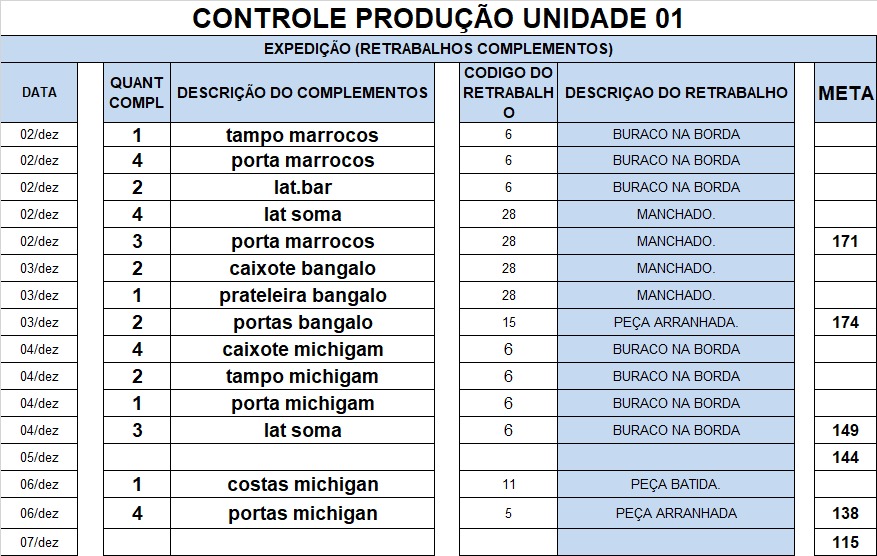 CONTROLE PRODUÇÃO UNIDADE 01
EXPEDIÇÃO (RETRABALHOS COMPLEMENTOS)
DATA QUANT COMPL DESCRIÇÃO DO COMPLEMENTOS CODIGO DO RETRABALHO DESCRIÇAO DO RETRABALHO META
02/dez 1 tampo marrocos 6 BURACO NA BORDA
02/dez 4 porta marrocos 6 BURACO NA BORDA
02/dez 2 lat.bar 6 BURACO NA BORDA
02/dez 4 lat soma 28 MANCHADO.
02/dez 3 porta marrocos 28 MANCHADO. 171
03/dez 2 caixote bangalo 28 MANCHADO.
03/dez 1 prateleira bangalo 28 MANCHADO.
03/dez 2 portas bangalo 15 PEÇA ARRANHADA. 174
04/dez 4 caixote michigam 6 BURACO NA BORDA
04/dez 2 tampo michigam 6 BURACO NA BORDA
04/dez 1 porta michigam 6 BURACO NA BORDA
04/dez 3 lat soma 6 BURACO NA BORDA 149
05/dez 144
06/dez 1 costas michigan 11 PEÇA BATIDA.
06/dez 4 portas michigan 5 PEÇA ARRANHADA 138
07/dez 115